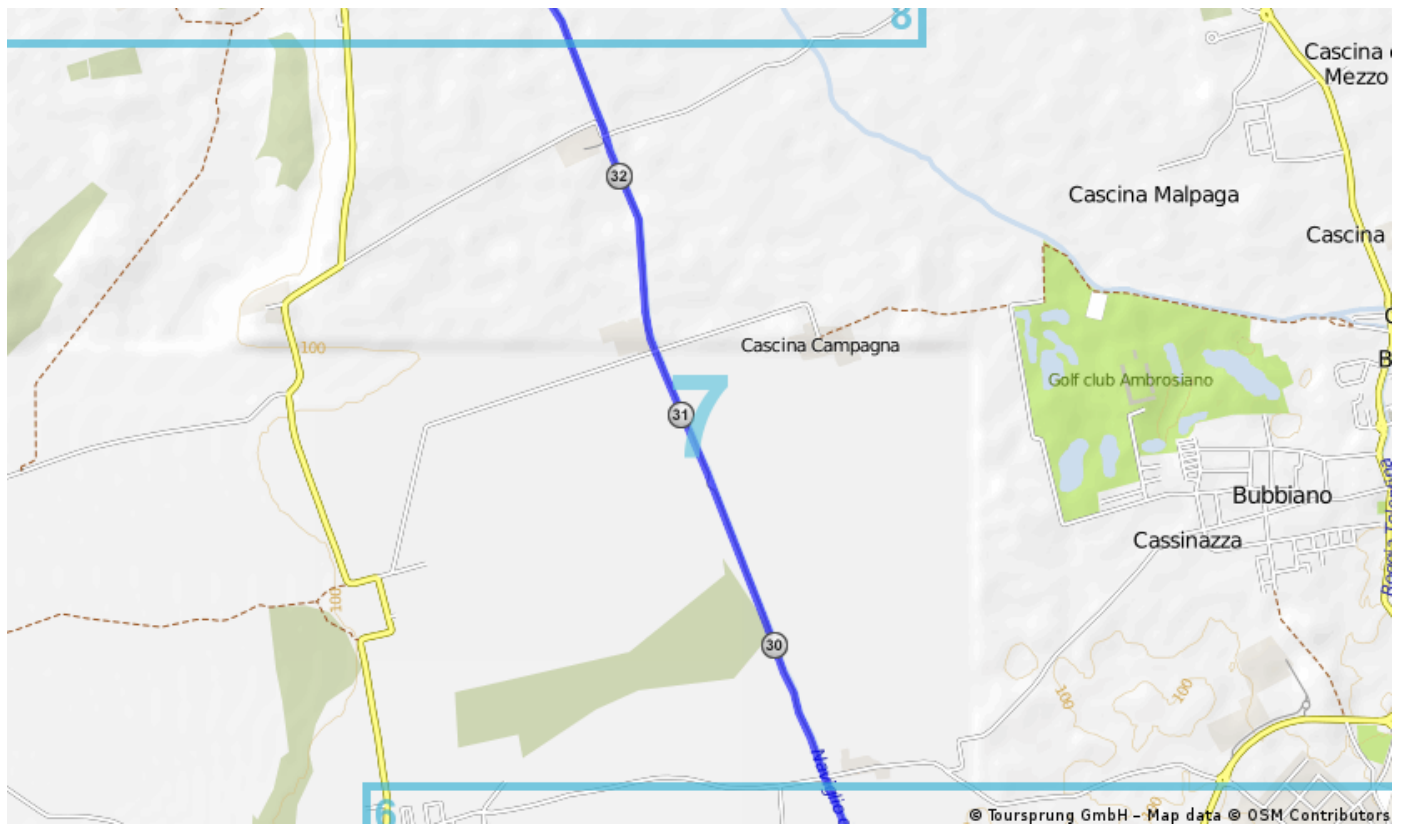 8
Cascina
Mezzo
32
Cascina Malpaga
Cascina
100
Cascina Campagna
Golf club Ambrosiano
B
7
31
Bubbiano
Cassinazza
100
30
100
100
Naviglio
6
© Toursprung GmbH – Map data © OSM Contributors